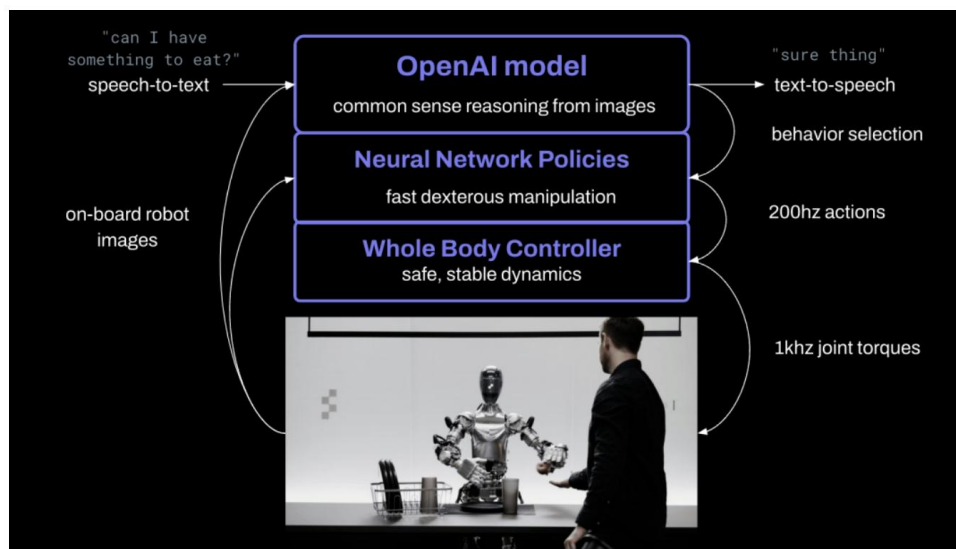 "can I have
something to eat?"
speech-to-text
OpenAI model
common sense reasoning from images
"sure thing"
text-to-speech
behavior selection
Neural Network Policies
fast dexterous manipulation
on-board robot
images
200hz actions
Whole Body Controller
safe, stable dynamics
1khz joint torques